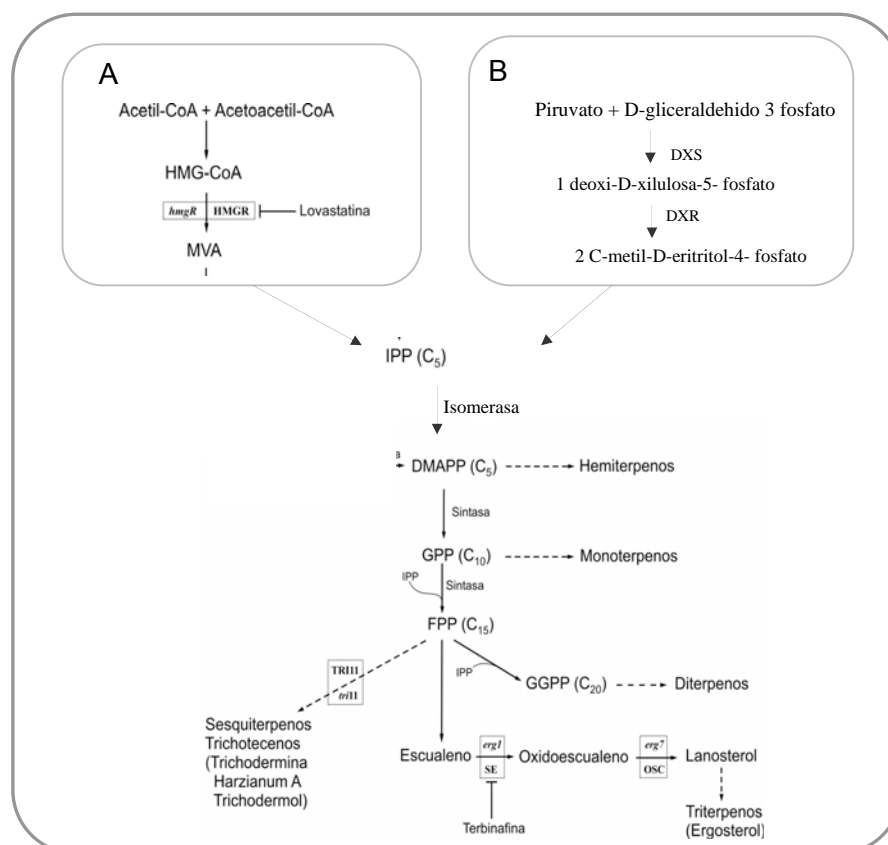 A
Acetil-CoA + Acetoacetil-CoA
HMG-CoA
hmgR HMGR Lovastatina
MVA
B
Piruvato + D-gliceraldehido 3 fosfato
DXS
1 deoxi-D-xilulosa-5- fosfato
DXR
2 C-metil-D-eritritol-4- fosfato
IPP (C5)
Isomerasa
a
DMAPP (C5) Hemiterpenos
Sintasa
GPP (C10) Monoterpenos
IPP Sintasa
FPP (C15)
TRI11
tri11
IPP
GGPP (C20) Diterpenos
Sesquiterpenos
Trichotecenos
(Trichodermina
Harzianum A
Trichodermol)
Escualeno
erg1
SE
Oxidoescualeno
erg7
OSC
Lanosterol
Terbinafina
Triterpenos
(Ergosterol)